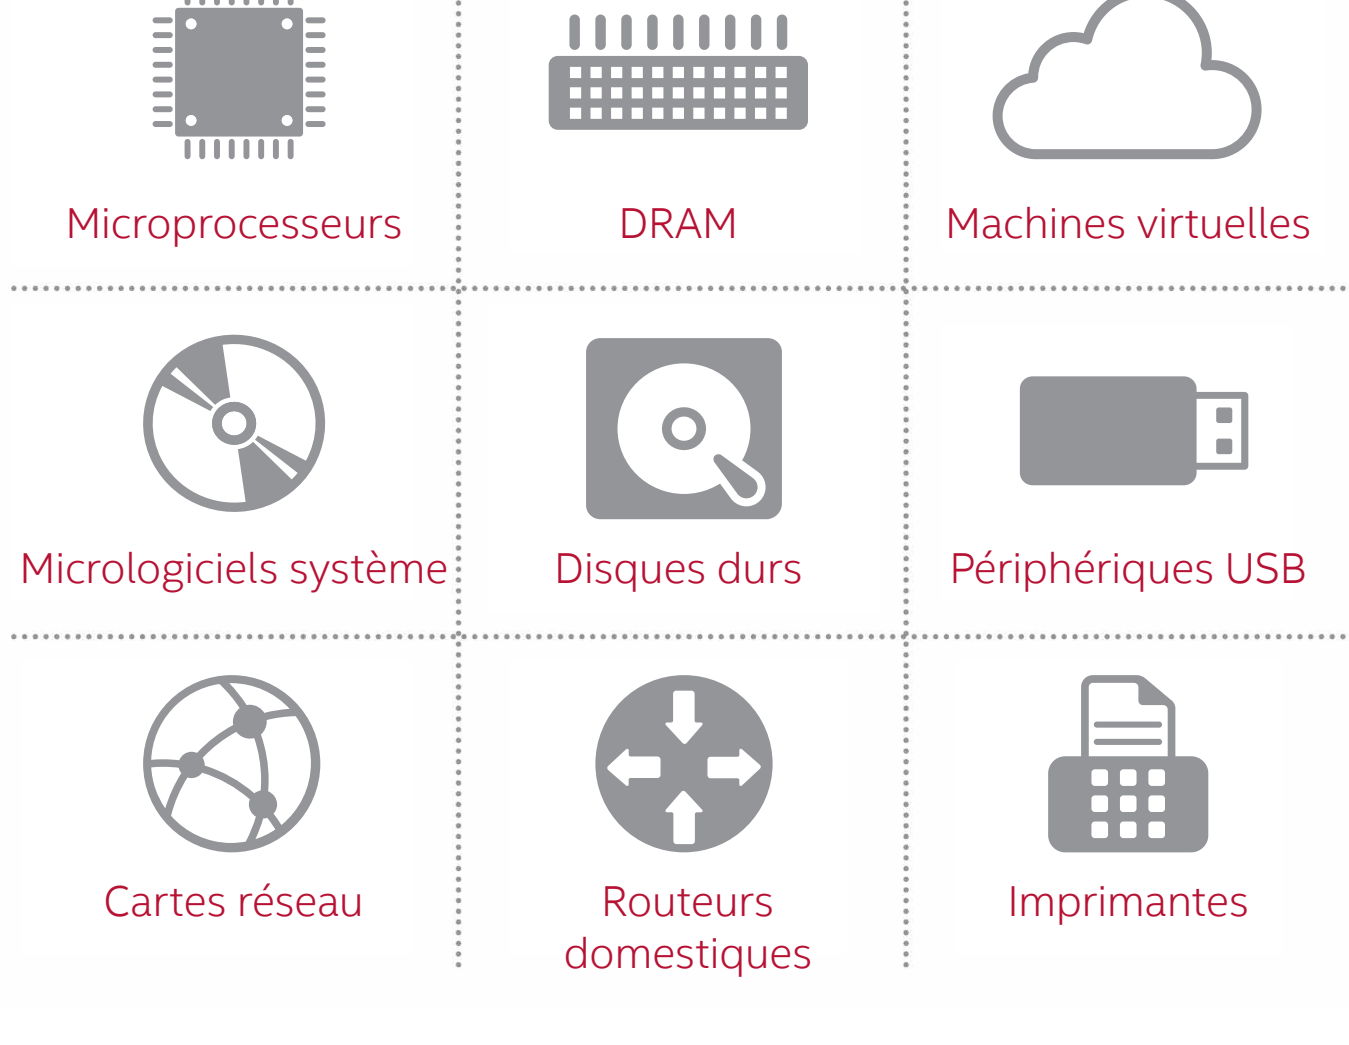 Microprocesseurs
DRAM
Machines virtuelles
Micrologiciels système
Disques durs
Périphériques USB
Cartes réseau
Routeurs
domestiques
Imprimantes